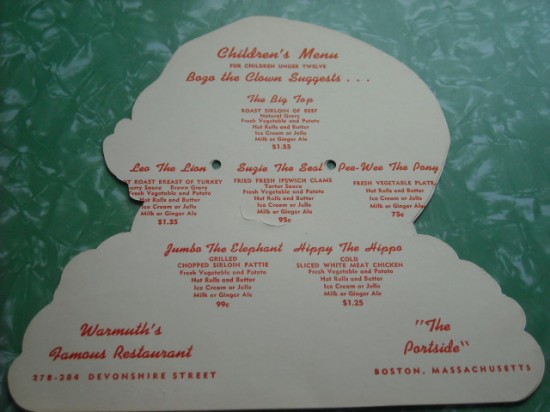 Children's Menu
FOR CHILDREN UNDER TWELVE
Bozo the Clown Suggests . . .
The Big Top
ROAST SIRLOIN OF BEEF
Natural Gravy
Fresh Vegetable and Potato
Hot Rolls and Butter
Ice Cream or Jello
Milk or Ginger Ale
$1.55
Leo The Lion
ROAST BREAST OF TURKEY
Sauce Brown Gravy
Fresh Vegetable and Potato
Hot Rolls and Butter
Ice Cream or Jello
Milk or Ginger Ale
$1.25
Suzie The Seal
FRIED FRESH IPSWICH CLAMS
Tartar Sauce
Fresh Vegetable and Potato
Hot Rolls and Butter
Ice Cream or Jello
Milk or Ginger Ale
95c
Pee-Wee The Pony
FRESH VEGETABLE PLATE
Hot Rolls and Butter
Ice Cream or Jello
Milk or Ginger Ale
75c
Jumbo The Elephant
GRILLED
CHOPPED SIRLOIN PATTIE
Fresh Vegetable and Potato
Hot Rolls and Butter
Ice Cream or Jello
Milk or Ginger Ale
99c
Hippy The Hippo
COLD
SLICED WHITE MEAT CHICKEN
Fresh Vegetable and Potato
Hot Rolls and Butter
Ice Cream or Jello
Milk or Ginger Ale
$1.25
Warmuth's
Famous Restaurant
278-284 DEVONSHIRE STREET
"The
Portside"
BOSTON, MASSACHUSETTS